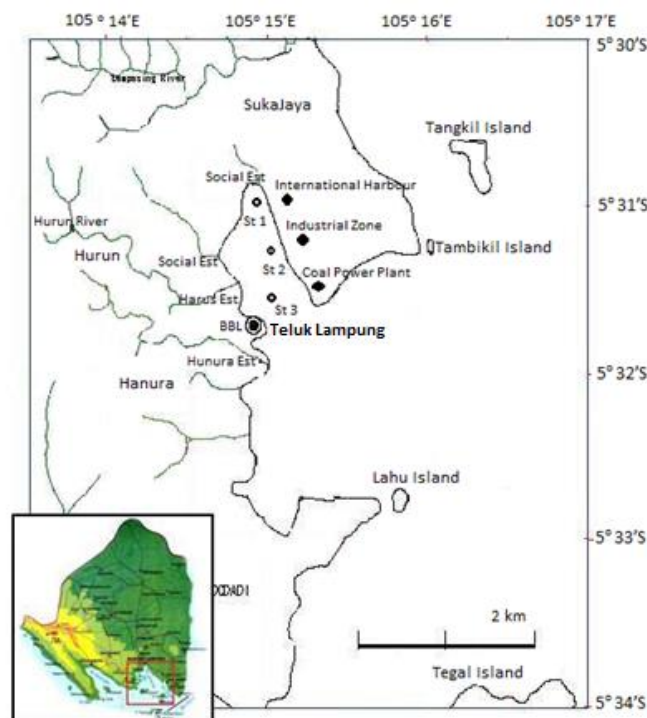 105°14'E 105°15'E 105°16'E 105°17'E
5°30'S
SukaJaya
Tangkil Island
Social Est
International Harbour
5°31'S
St 1
Hurun River
Industrial Zone
Hurun
Tambikil Island
Social Est
St 2
Coal Power Plant
Harus Est
St 3
BBL
Teluk Lampung
Hunura Est
5°32'S
Hanura
Lahu Island
5°33'S
2 km
Tegal Island
5°34'S